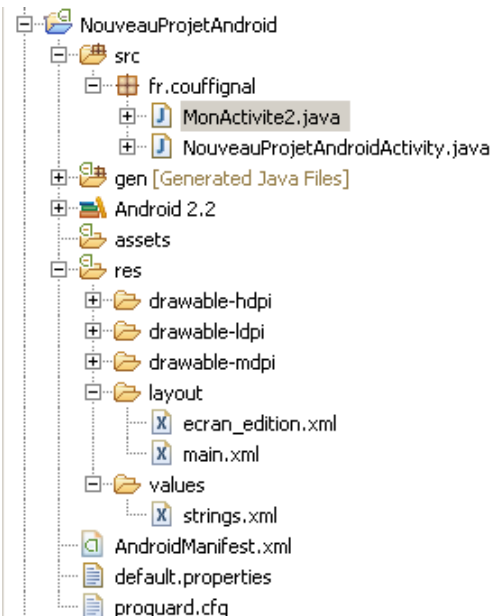 NouveauProjetAndroid
src
fr.couffignal
MonActivite2.java
NouveauProjetAndroidActivity.java
gen [Generated Java Files]
Android 2.2
assets
res
drawable-hdpi
drawable-ldpi
drawable-mdpi
layout
ecran_edition.xml
main.xml
values
strings.xml
AndroidManifest.xml
default.properties
proguard.cfg